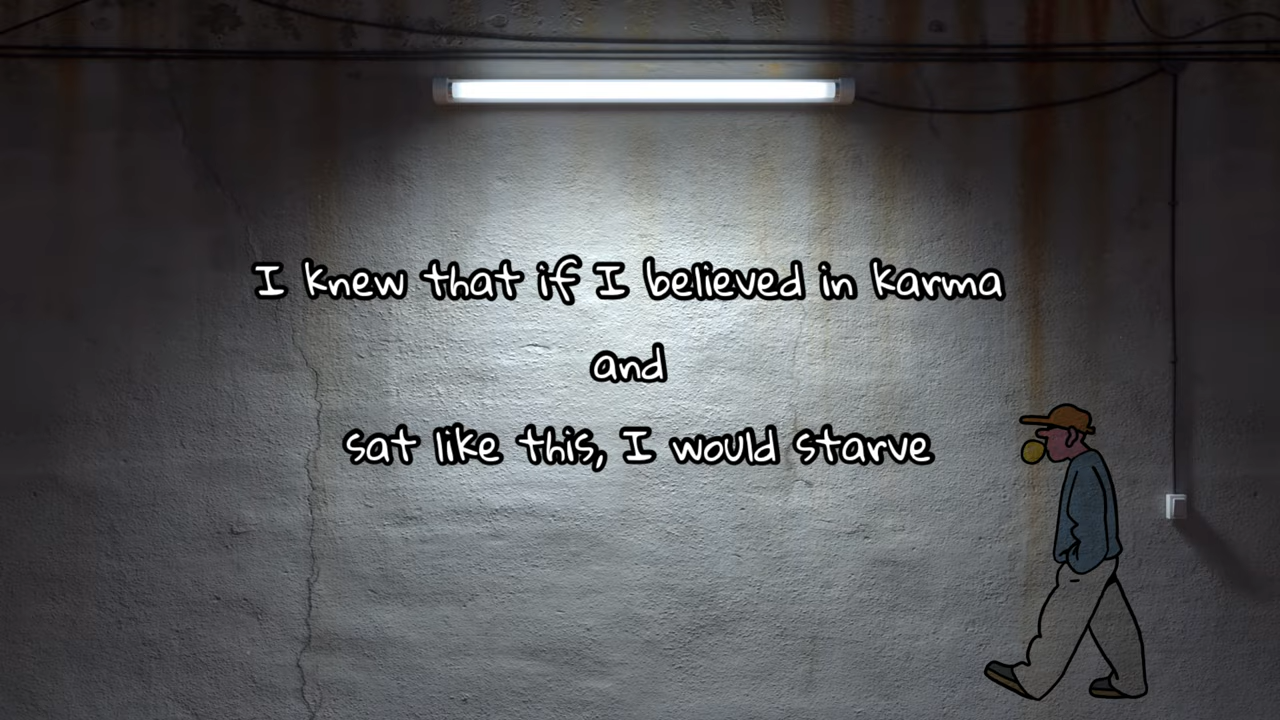 I knew that if I believed in karma
and
sat like this, I would starve